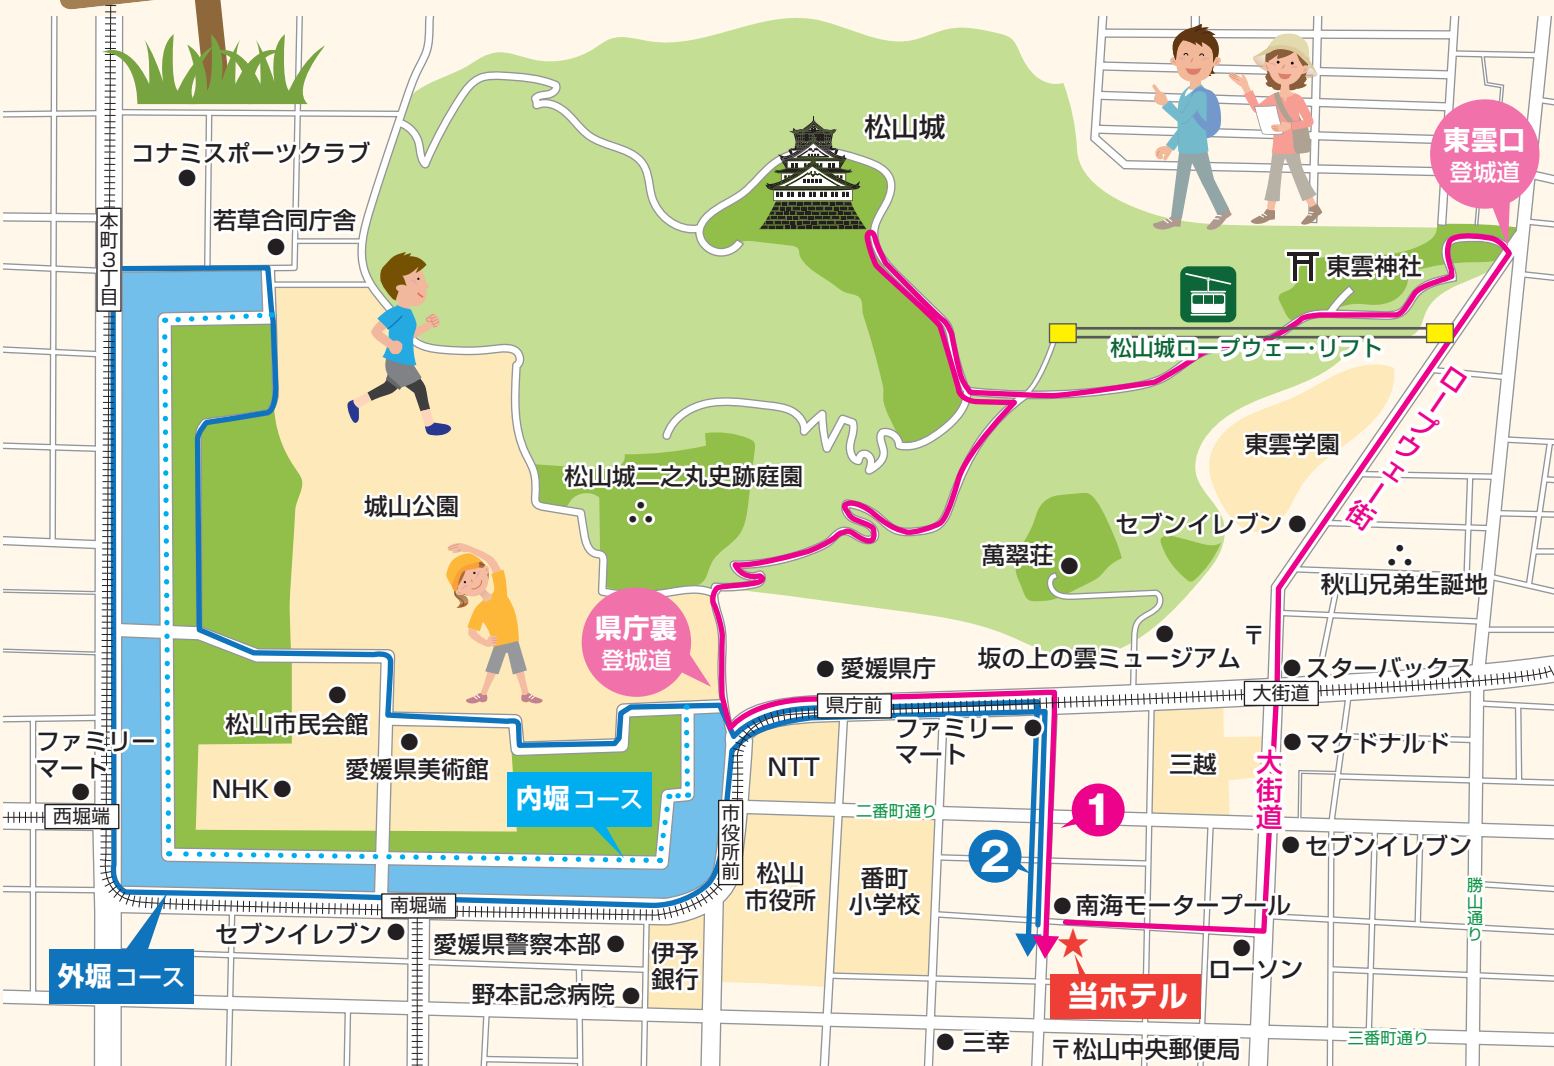 松山城
東雲口
登城道
コナミスポーツクラブ
若草合同庁舎
本町3丁目
東雲神社
松山城ロープウェー・リフト
ロープウェー街
東雲学園
松山城二之丸史跡庭園
城山公園
セブンイレブン
萬翠荘
秋山兄弟生誕地
県庁裏
登城道
〒
坂の上の雲ミュージアム
愛媛県庁
スターバックス
大街道
県庁前
松山市民会館
ファミリー
マート
ファミリー
マート
愛媛県美術館
マクドナルド
三越
NTT
NHK
大街道
内堀コース
西堀端
二番町通り
1
市役所前
2
セブンイレブン
松山
市役所
番町
小学校
南堀端
南海モータープール
勝山通り
セブンイレブン
愛媛県警察本部
伊予
銀行
外堀コース
ローソン
野本記念病院
当ホテル
三幸
〒松山中央郵便局
三番町通り